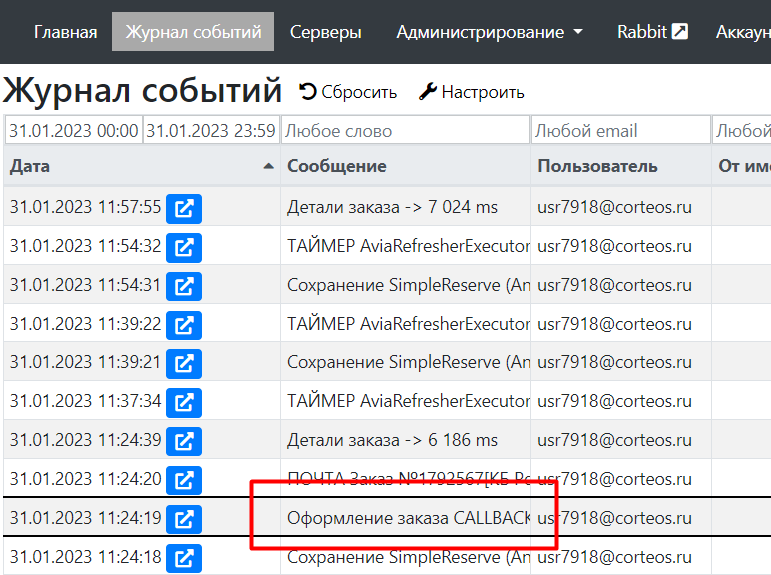 Главная Журнал событий Серверы Администрирование Rabbit Аккаун
Журнал событий Сбросить Настроить
31.01.2023 00:00 31.01.2023 23:59 Любое слово Любой email Любой
Дата Сообщение Пользователь От име
31.01.2023 11:57:55 Детали заказа -> 7 024 ms usr7918@corteos.ru
31.01.2023 11:54:32 ТАЙМЕР AviaRefresherExecutor usr7918@corteos.ru
31.01.2023 11:54:31 Сохранение SimpleReserve (An usr7918@corteos.ru
31.01.2023 11:39:22 ТАЙМЕР AviaRefresherExecutor usr7918@corteos.ru
31.01.2023 11:39:21 Сохранение SimpleReserve (An usr7918@corteos.ru
31.01.2023 11:37:34 ТАЙМЕР AviaRefresherExecutor usr7918@corteos.ru
31.01.2023 11:24:39 Детали заказа -> 6 186 ms usr7918@corteos.ru
31.01.2023 11:24:20 ПОЧТА Заказ №1792567[КБ Ре usr7918@corteos.ru
31.01.2023 11:24:19 Оформление заказа CALLBACK usr7918@corteos.ru
31.01.2023 11:24:18 Сохранение SimpleReserve (An usr7918@corteos.ru